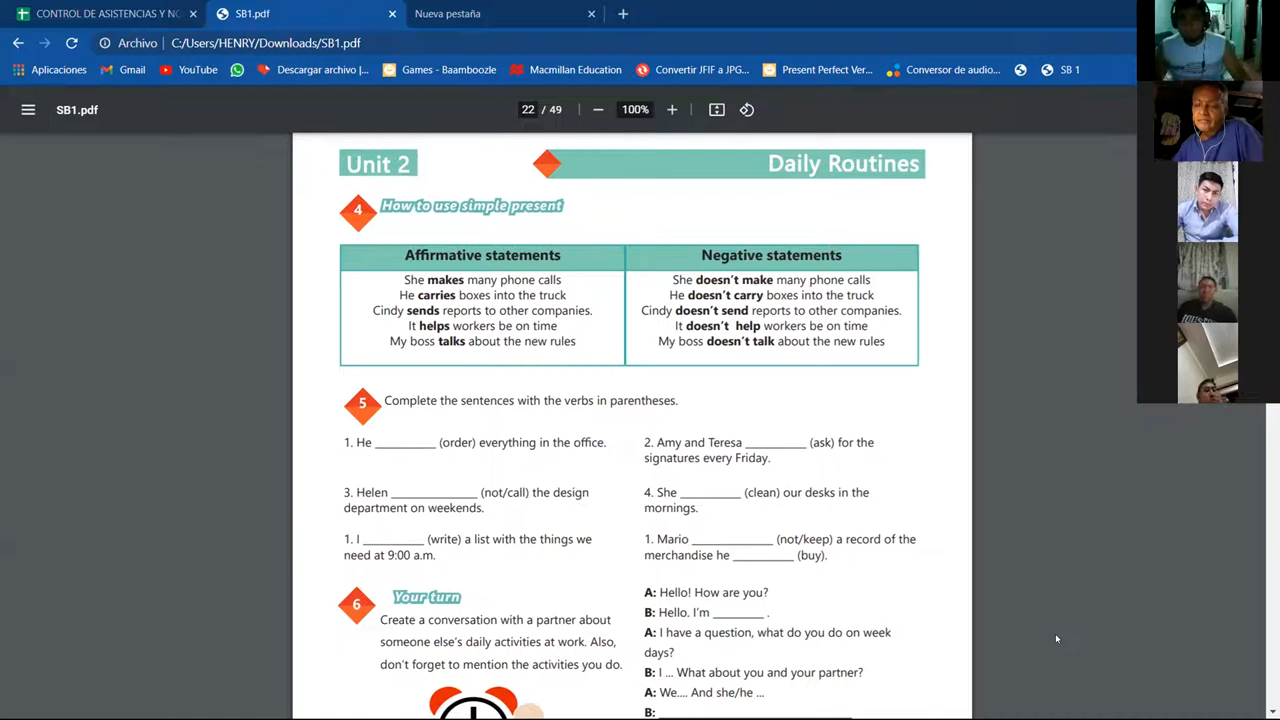 CONTROL DE ASISTENCIAS Y NO
SB1.pdf
Nueva pestaña
Archivo
C:/Users/HENRY/Downloads/SB1.pdf
Aplicaciones
Gmail
YouTube
Descargar archivo |...
Games - Baamboozle
Macmillan Education
Convertir JFIF a JPG...
Present Perfect Ver...
Conversor de audio...
SB 1
SB1.pdf
22 / 49
100%
Unit 2
Daily Routines
4 How to use simple present
Affirmative statements
She makes many phone calls
He carries boxes into the truck
Cindy sends reports to other companies.
It helps workers be on time
My boss talks about the new rules
Negative statements
She doesn't make many phone calls
He doesn't carry boxes into the truck
Cindy doesn't send reports to other companies.
It doesn't help workers be on time
My boss doesn't talk about the new rules
5 Complete the sentences with the verbs in parentheses.
1. He __________ (order) everything in the office.
2. Amy and Teresa __________ (ask) for the
signatures every Friday.
3. Helen ______________ (not/call) the design
department on weekends.
4. She __________ (clean) our desks in the
mornings.
1. I __________ (write) a list with the things we
need at 9:00 a.m.
1. Mario _____________ (not/keep) a record of the
merchandise he __________ (buy).
6 Your turn
Create a conversation with a partner about
someone else's daily activities at work. Also,
don't forget to mention the activities you do.
A: Hello! How are you?
B: Hello. I'm ________ .
A: I have a question, what do you do on week
days?
B: I ... What about you and your partner?
A: We.... And she/he ...
B: ________________________________